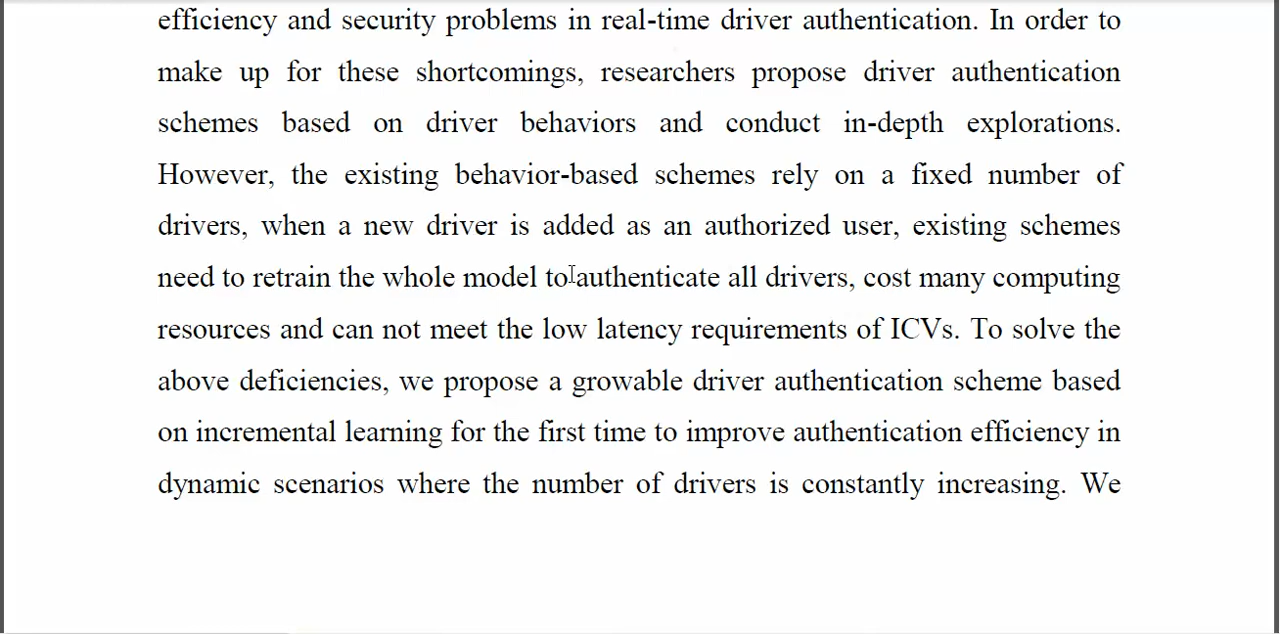 efficiency and security problems in real-time driver authentication. In order to
make up for these shortcomings, researchers propose driver authentication
schemes based on driver behaviors and conduct in-depth explorations.
However, the existing behavior-based schemes rely on a fixed number of
drivers, when a new driver is added as an authorized user, existing schemes
need to retrain the whole model to authenticate all drivers, cost many computing
resources and can not meet the low latency requirements of ICVs. To solve the
above deficiencies, we propose a growable driver authentication scheme based
on incremental learning for the first time to improve authentication efficiency in
dynamic scenarios where the number of drivers is constantly increasing. We